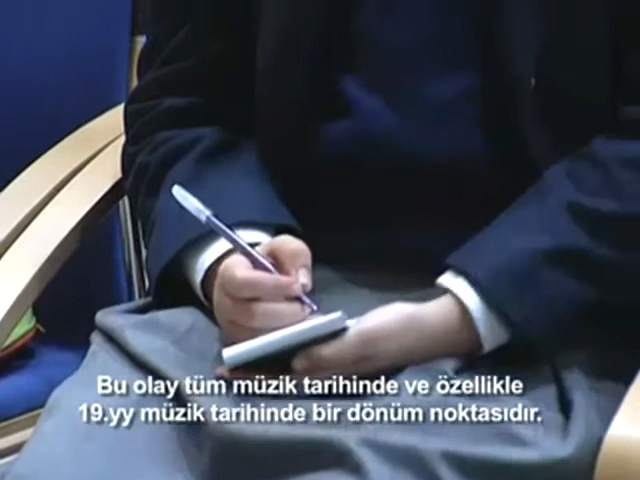 Bu olay tüm müzik tarihinde ve özellikle
19.yy müzik tarihinde bir dönüm noktasıdır.